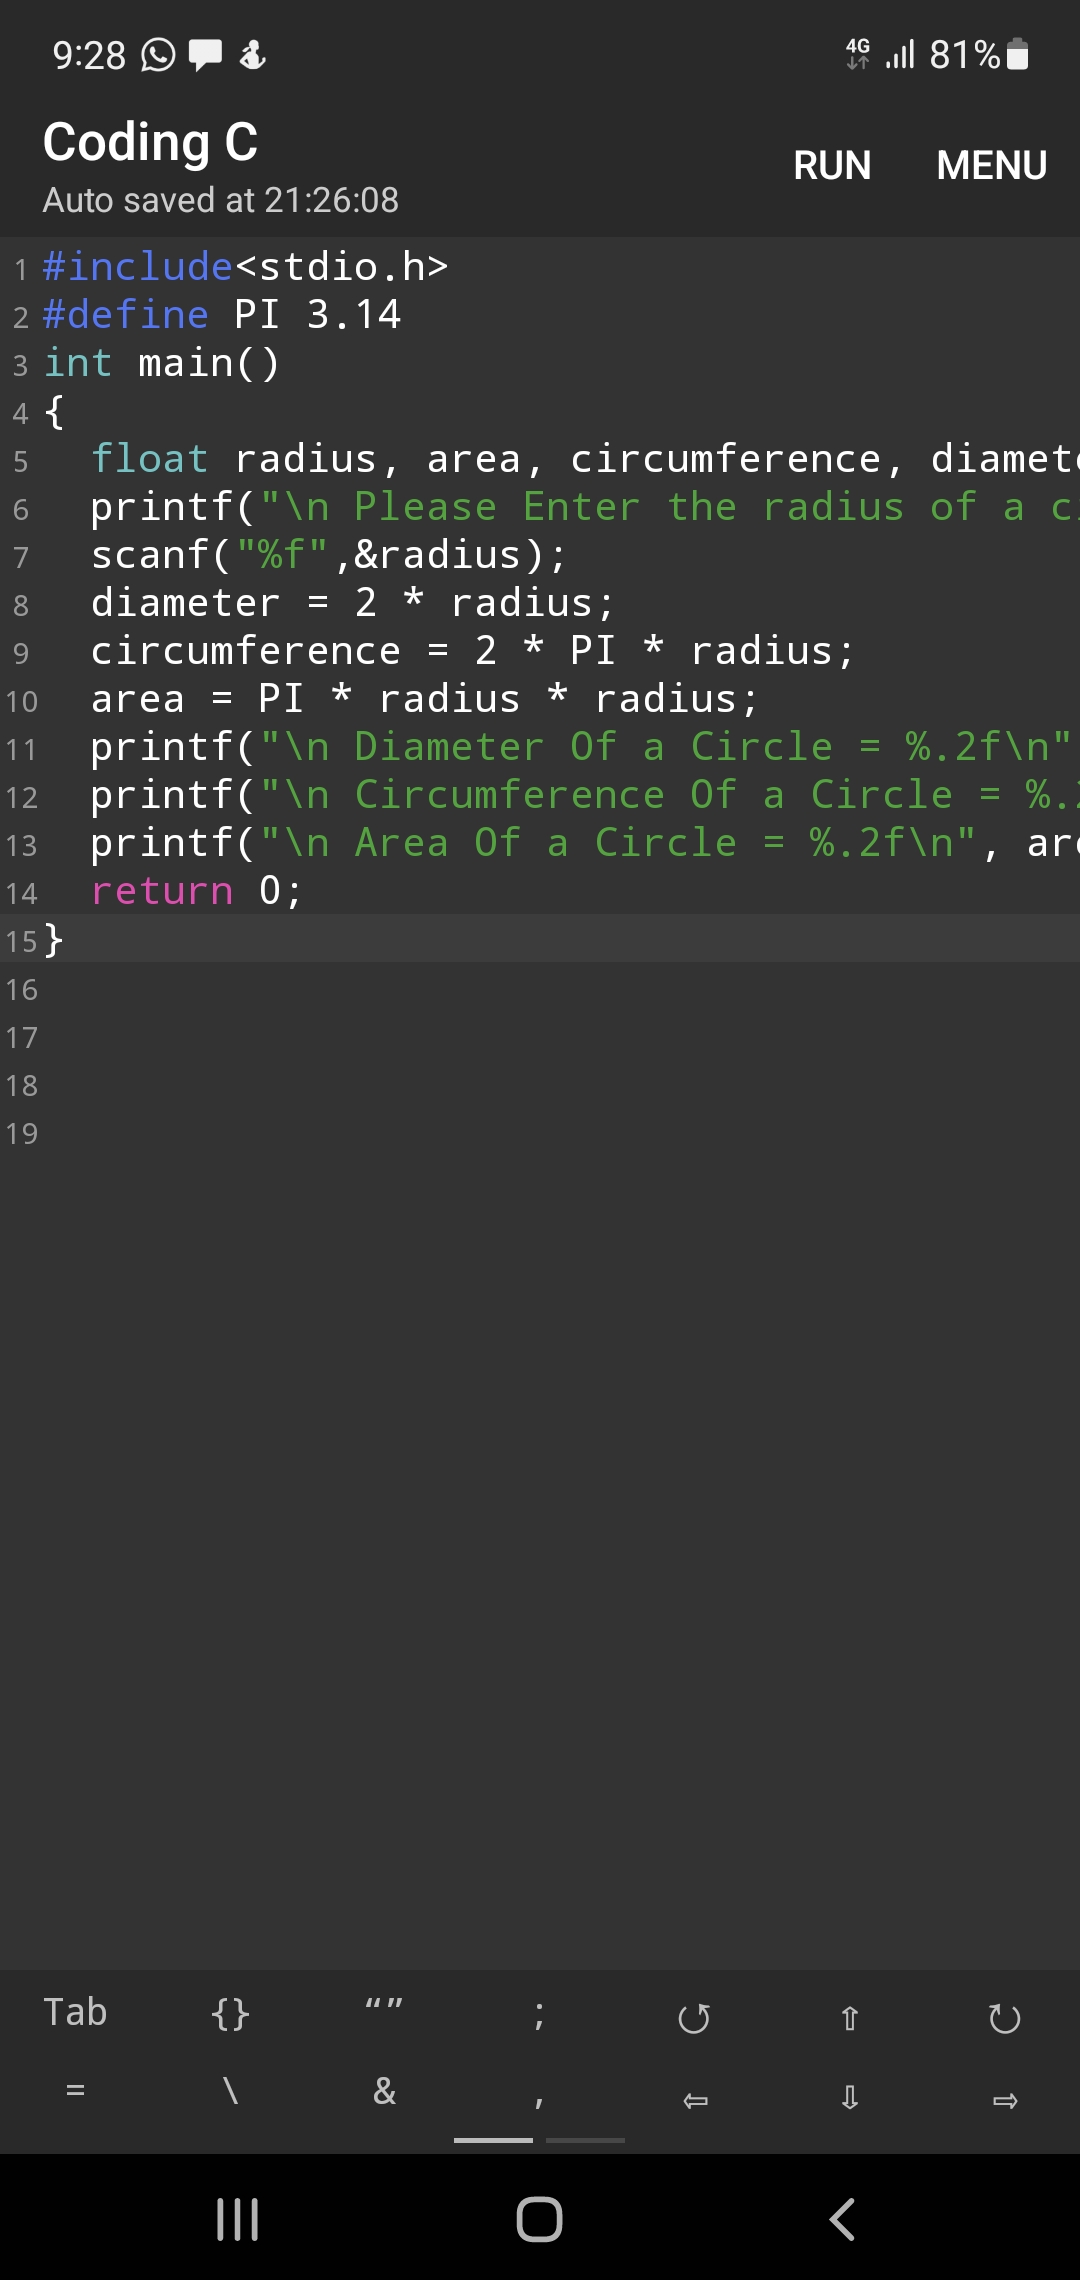 9:28 4G 81%
Coding C
RUN MENU
Auto saved at 21:26:08
1 #include<stdio.h>
2 #define PI 3.14
3 int main()
4 {
5 float radius, area, circumference,
6 printf("\n Please Enter the radius of a
7 scanf("%f",&radius);
8 diameter = 2 * radius;
9 circumference = 2 * PI * radius;
10 area = PI * radius * radius;
11 printf("\n Diameter Of a Circle = %.2f\n"
12 printf("\n Circumference Of a Circle =
13 printf("\n Area Of a Circle = %.2f\n",
14 return 0;
15 }
16
17
18
19
Tab {} “” ;
= \ & ,